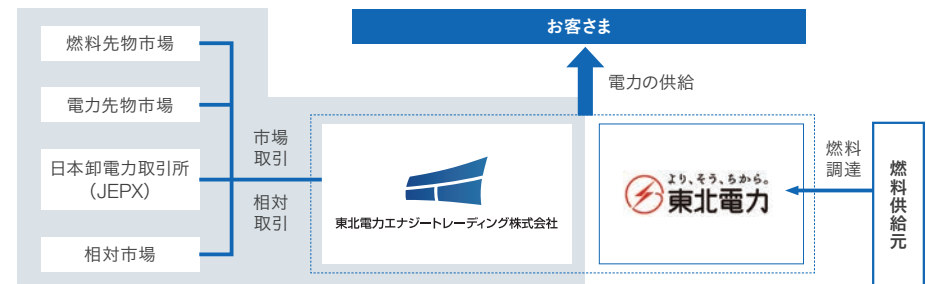 お客さま
燃料先物市場
電力の供給
電力先物市場
市場
取引
日本卸電力取引所
（JEPX）
相対
取引
相対市場
東北電力エナジートレーディング株式会社
より、そう、ちから。
東北電力
燃料
調達
燃料供給元